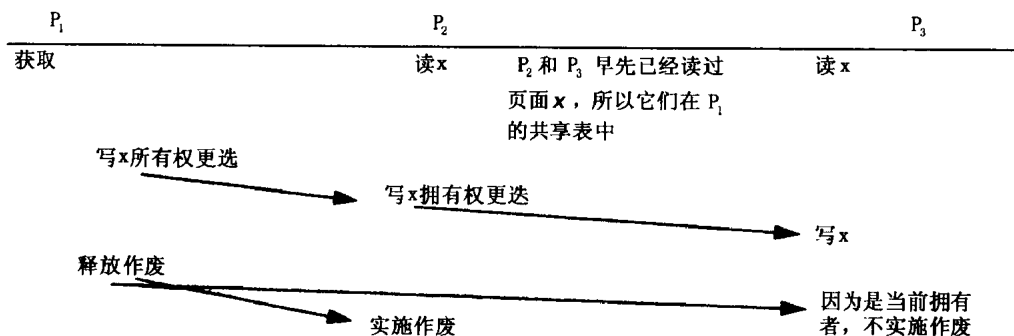 P₁ P₂ P₃
获取 读x P₂ 和 P₃ 早先已经读过 读x
页面x，所以它们在 P₁
的共享表中
写x所有权更迭
写x拥有权更迭
写x
释放作废
因为是当前拥有
实施作废 者，不实施作废